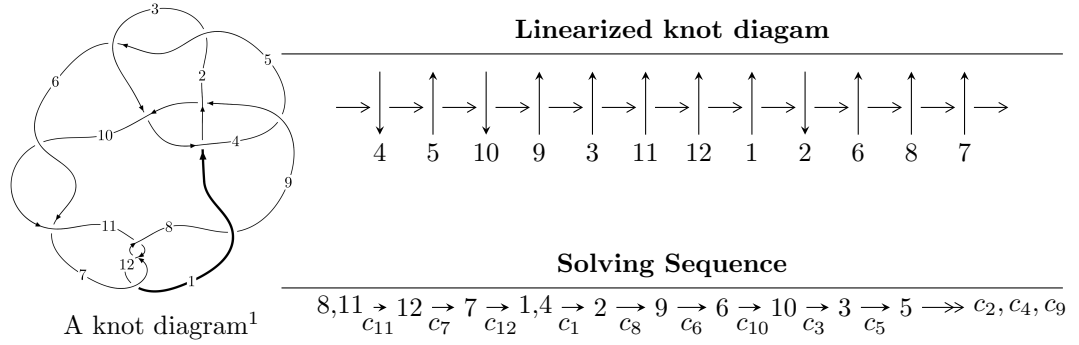 3
5
6
2
10
4
9
11
8
12
7
1
A knot diagram¹
Linearized knot diagam
4 5 10 9 3 11 12 1 2 6 8 7
Solving Sequence
8,11 → 12 → 7 → 1,4 → 2 → 9 → 6 → 10 → 3 → 5 ↠ c₂, c₄, c₉
c₁₁ c₇ c₁₂ c₁ c₈ c₆ c₁₀ c₃ c₅